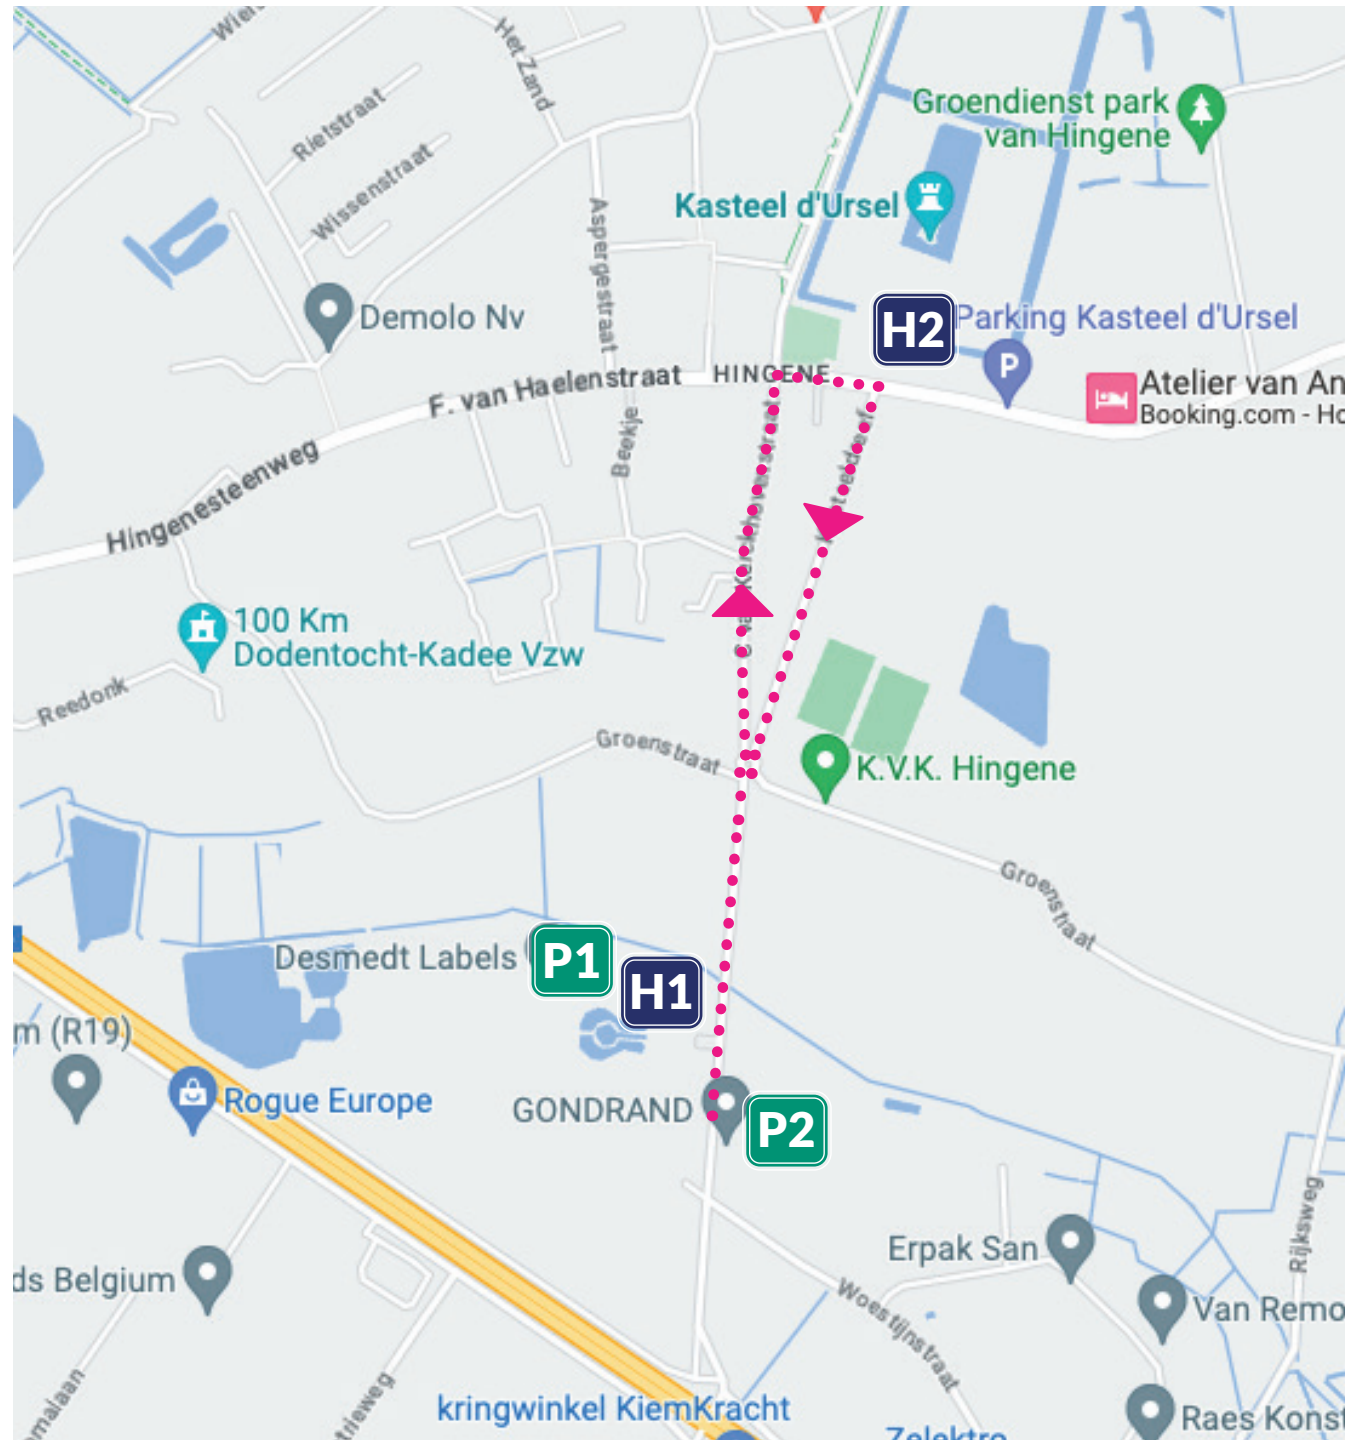 Het Zand
Rietstraat
Wissenstraat
Groendienst park
van Hingene
Kasteel d'Ursel
Aspergestraat
Demolo Nv
H2
Parking Kasteel d'Ursel
P
HINGENE
F. van Haelenstraat
Atelier van An
Booking.com - Ho
Beekje
Hingenesteenweg
100 Km
Dodentocht-Kadee Vzw
Reedonk
Groenstraat
K.V.K. Hingene
Groenstraat
Desmedt Labels
P1
H1
m (R19)
Rogue Europe
GONDRAND
P2
Rijksweg
Erpak San
ds Belgium
Van Remo
Woestijnstraat
kringwinkel KiemKracht
Raes Konst
Zelektro